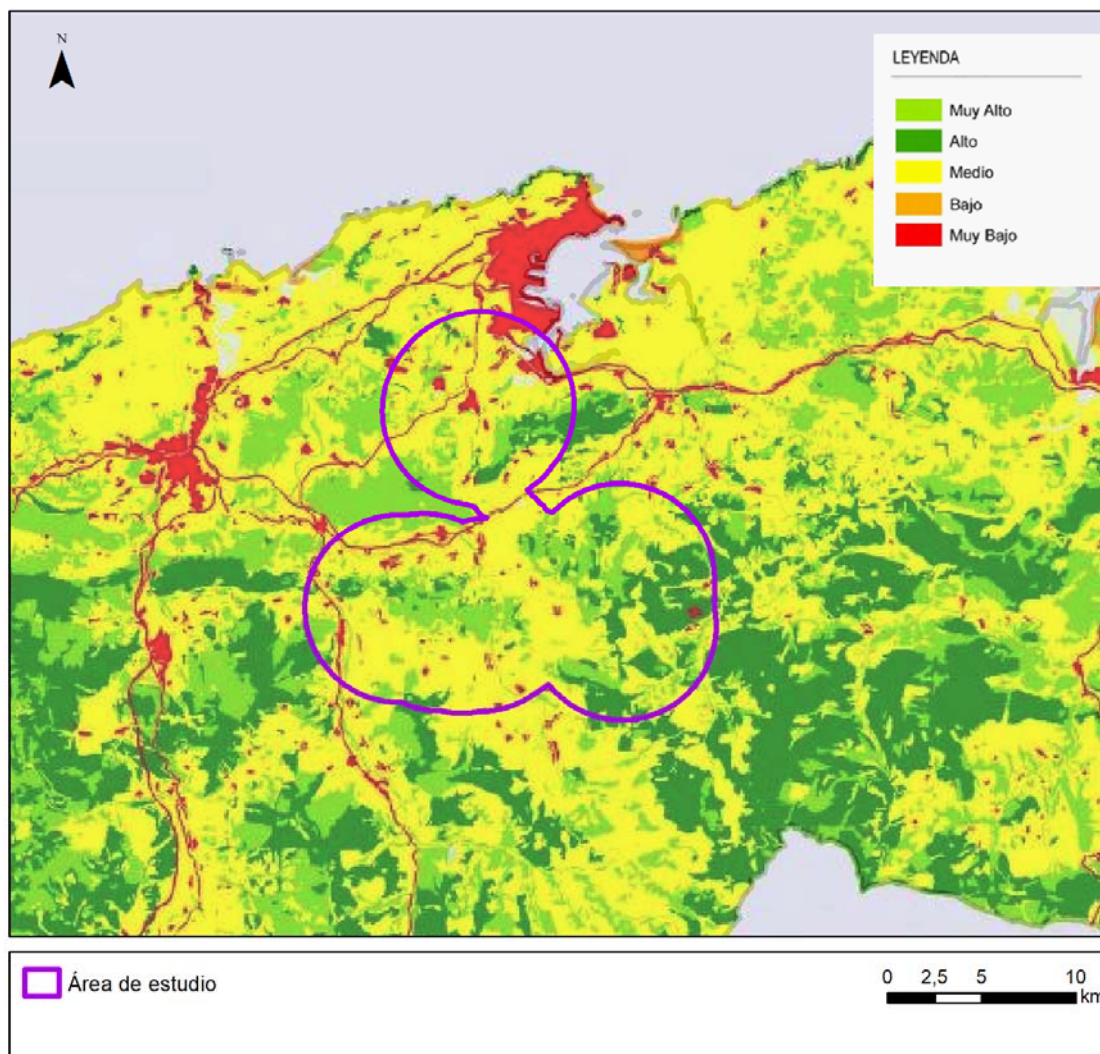 N
LEYENDA
Muy Alto
Alto
Medio
Bajo
Muy Bajo
Área de estudio
0 2,5 5 10
km